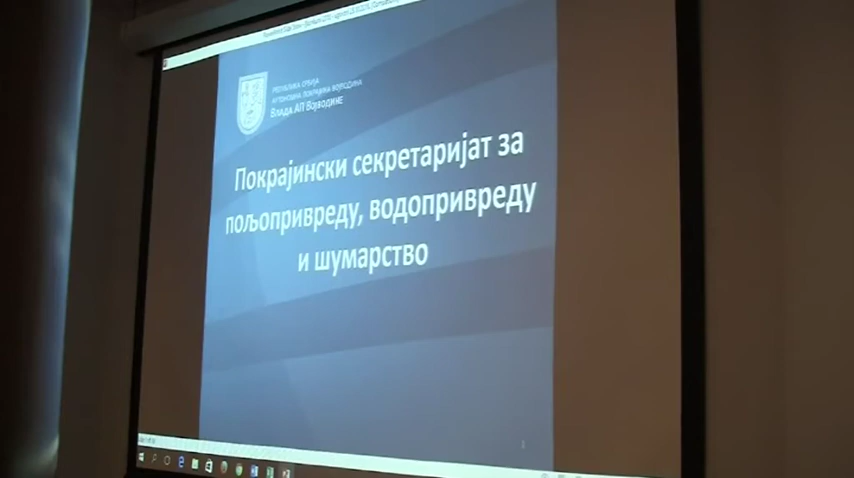 РЕПУБЛИКА СРБИЈА
АУТОНОМНА ПОКРАЈИНА ВОЈВОДИНА
ВЛАДА АП ВОЈВОДИНЕ
Покрајински секретаријат за
пољопривреду, водопривреду
и шумарство